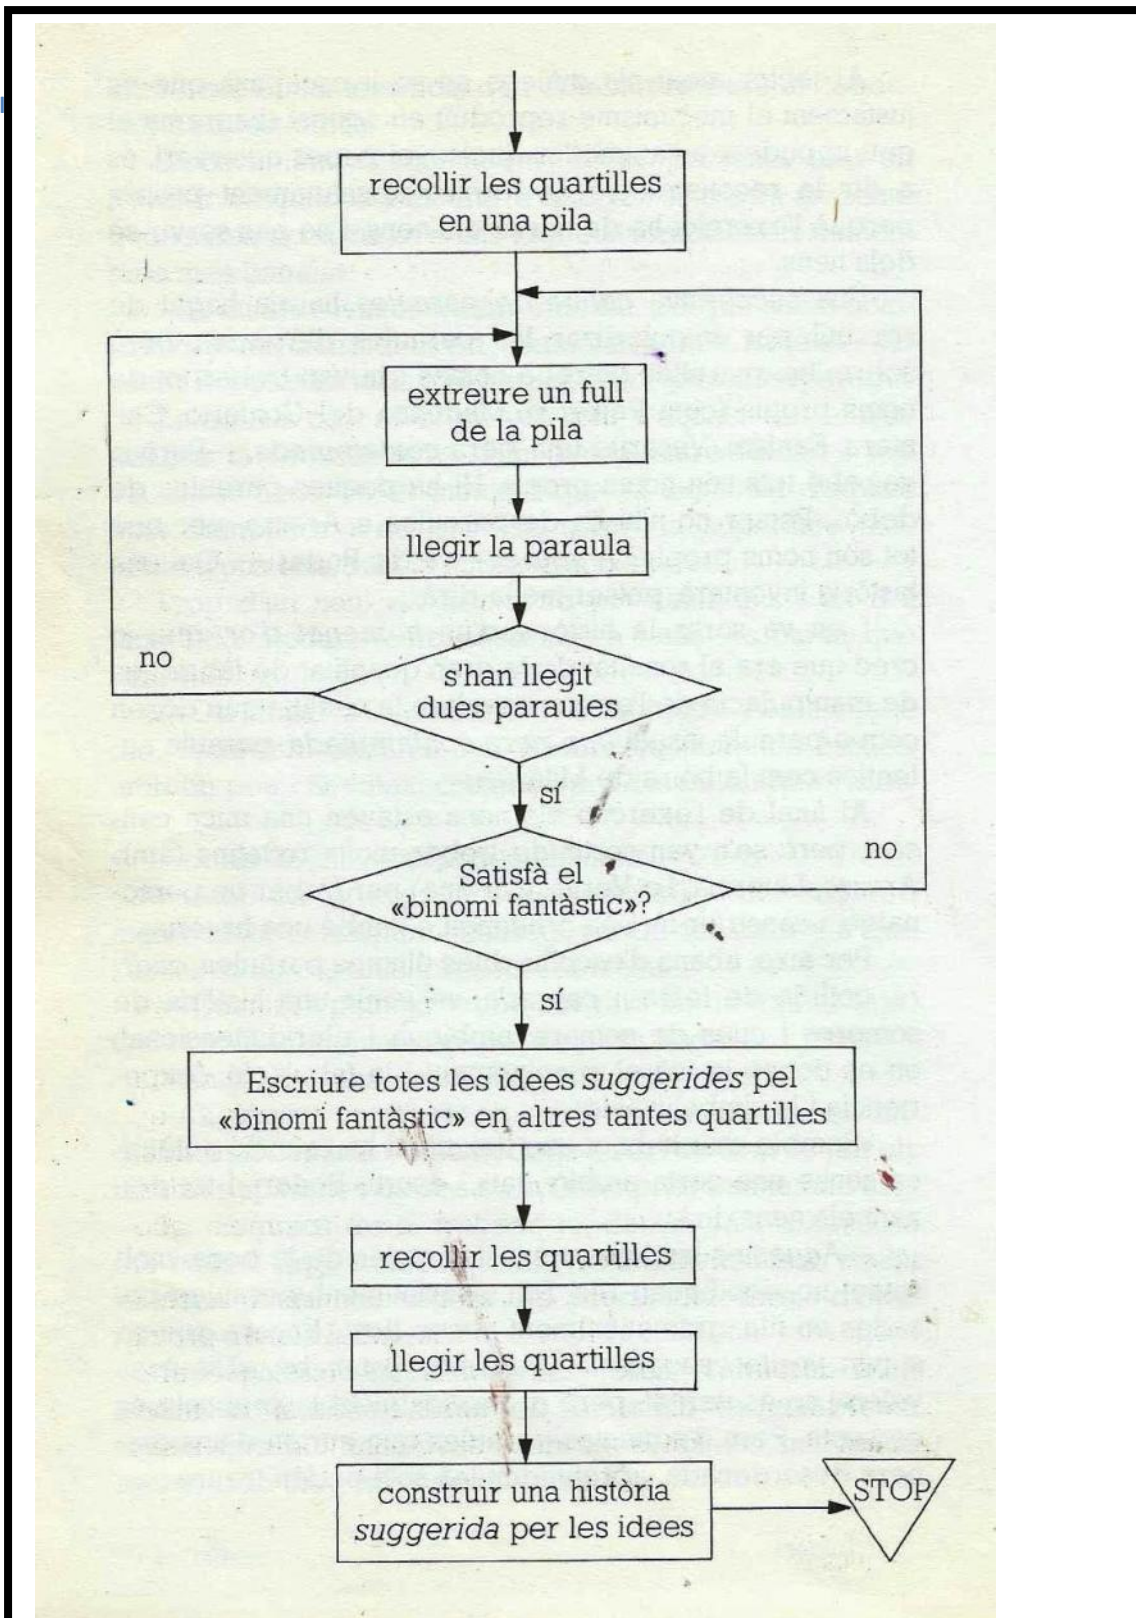 recollir les quartilles
en una pila
extreure un full
de la pila
llegir la paraula
no
s'han llegit
dues paraules
sí
no
Satisfà el
«binomi fantàstic»?
sí
Escriure totes les idees suggerides pel
«binomi fantàstic» en altres tantes quartilles
recollir les quartilles
llegir les quartilles
construir una història
suggerida per les idees
STOP